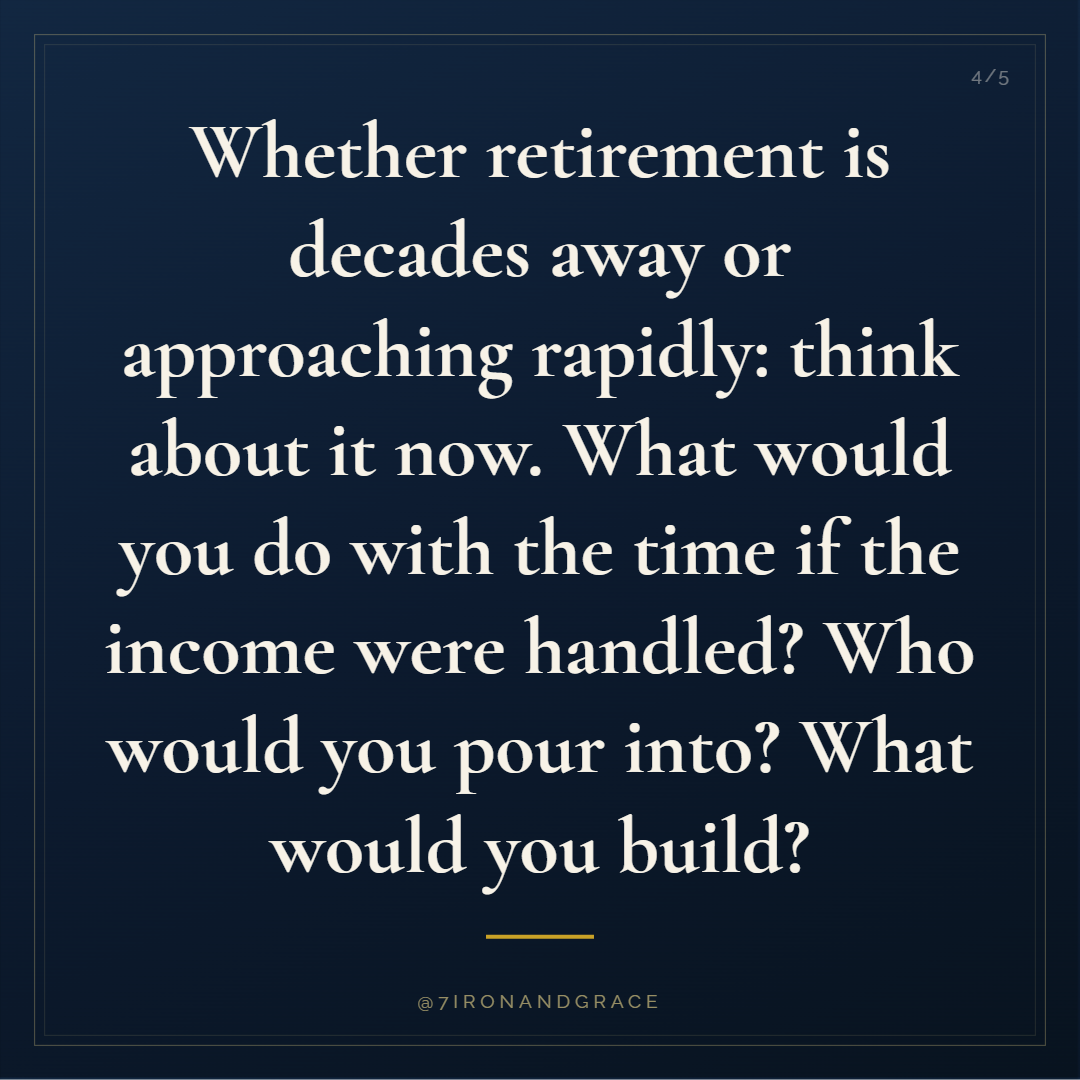 4/5
Whether retirement is
decades away or
approaching rapidly: think
about it now. What would
you do with the time if the
income were handled? Who
would you pour into? What
would you build?
@7IRONANDGRACE